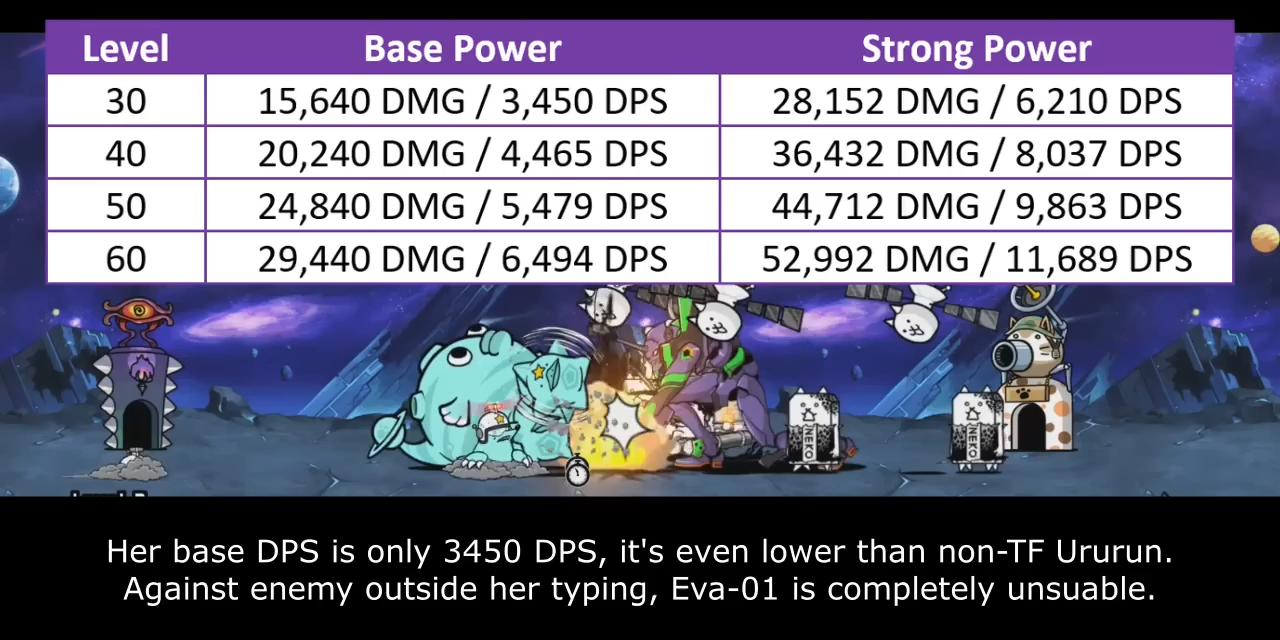 Level Base Power Strong Power
30 15,640 DMG / 3,450 DPS 28,152 DMG / 6,210 DPS
40 20,240 DMG / 4,465 DPS 36,432 DMG / 8,037 DPS
50 24,840 DMG / 5,479 DPS 44,712 DMG / 9,863 DPS
60 29,440 DMG / 6,494 DPS 52,992 DMG / 11,689 DPS
NEKO
NEKO
Her base DPS is only 3450 DPS, it's even lower than non-TF Ururun.
Against enemy outside her typing, Eva-01 is completely unsuable.